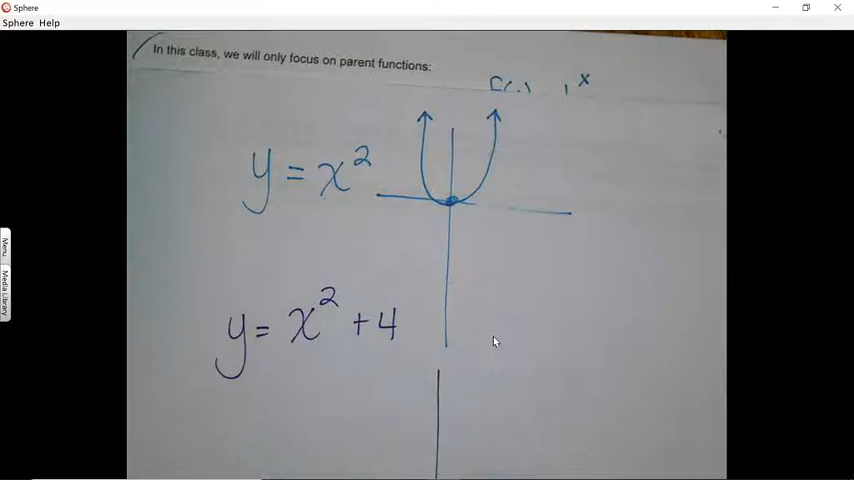 Sphere
Sphere Help
In this class, we will only focus on parent functions:
y = x²
y = x² + 4
Menu
Media Library